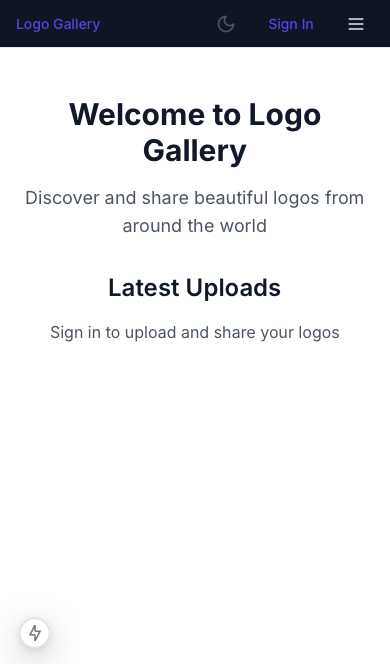 Logo Gallery
Sign In
Welcome to Logo
Gallery
Discover and share beautiful logos from
around the world
Latest Uploads
Sign in to upload and share your logos